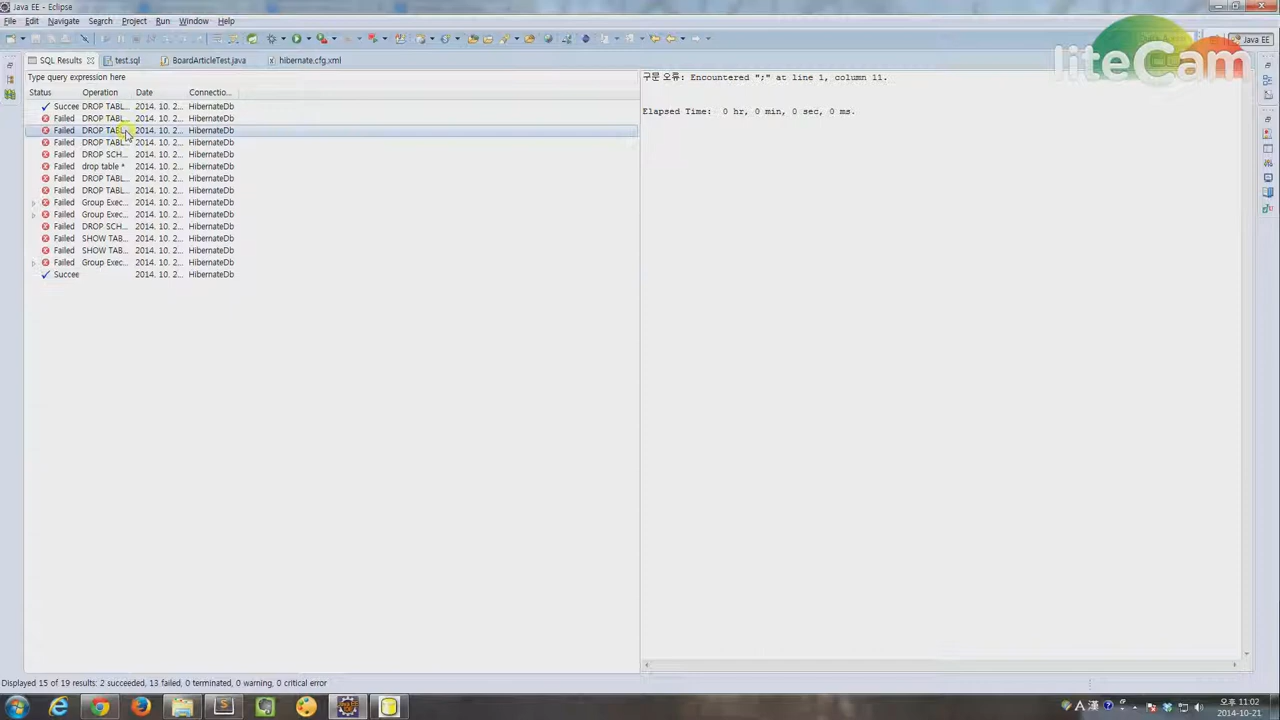 Java EE - Eclipse
File Edit Navigate Search Project Run Window Help
Java EE
liteCam
SQL Results test.sql BoardArticleTest.java hibernate.cfg.xml
Type query expression here
Status Operation Date Connectio...
Succee DROP TABL... 2014. 10. 2... HibernateDb
Failed DROP TABL... 2014. 10. 2... HibernateDb
Failed DROP TABL... 2014. 10. 2... HibernateDb
Failed DROP TABL... 2014. 10. 2... HibernateDb
Failed DROP SCH... 2014. 10. 2... HibernateDb
Failed drop table * 2014. 10. 2... HibernateDb
Failed DROP TABL... 2014. 10. 2... HibernateDb
Failed DROP TABL... 2014. 10. 2... HibernateDb
Failed Group Exec... 2014. 10. 2... HibernateDb
Failed Group Exec... 2014. 10. 2... HibernateDb
Failed DROP SCH... 2014. 10. 2... HibernateDb
Failed SHOW TAB... 2014. 10. 2... HibernateDb
Failed SHOW TAB... 2014. 10. 2... HibernateDb
Failed Group Exec... 2014. 10. 2... HibernateDb
Succee 2014. 10. 2... HibernateDb
구문 오류: Encountered ";" at line 1, column 11.
Elapsed Time: 0 hr, 0 min, 0 sec, 0 ms.
Displayed 15 of 19 results: 2 succeeded, 13 failed, 0 terminated, 0 warning, 0 critical error
A 漢
오후 11:02
2014-10-21